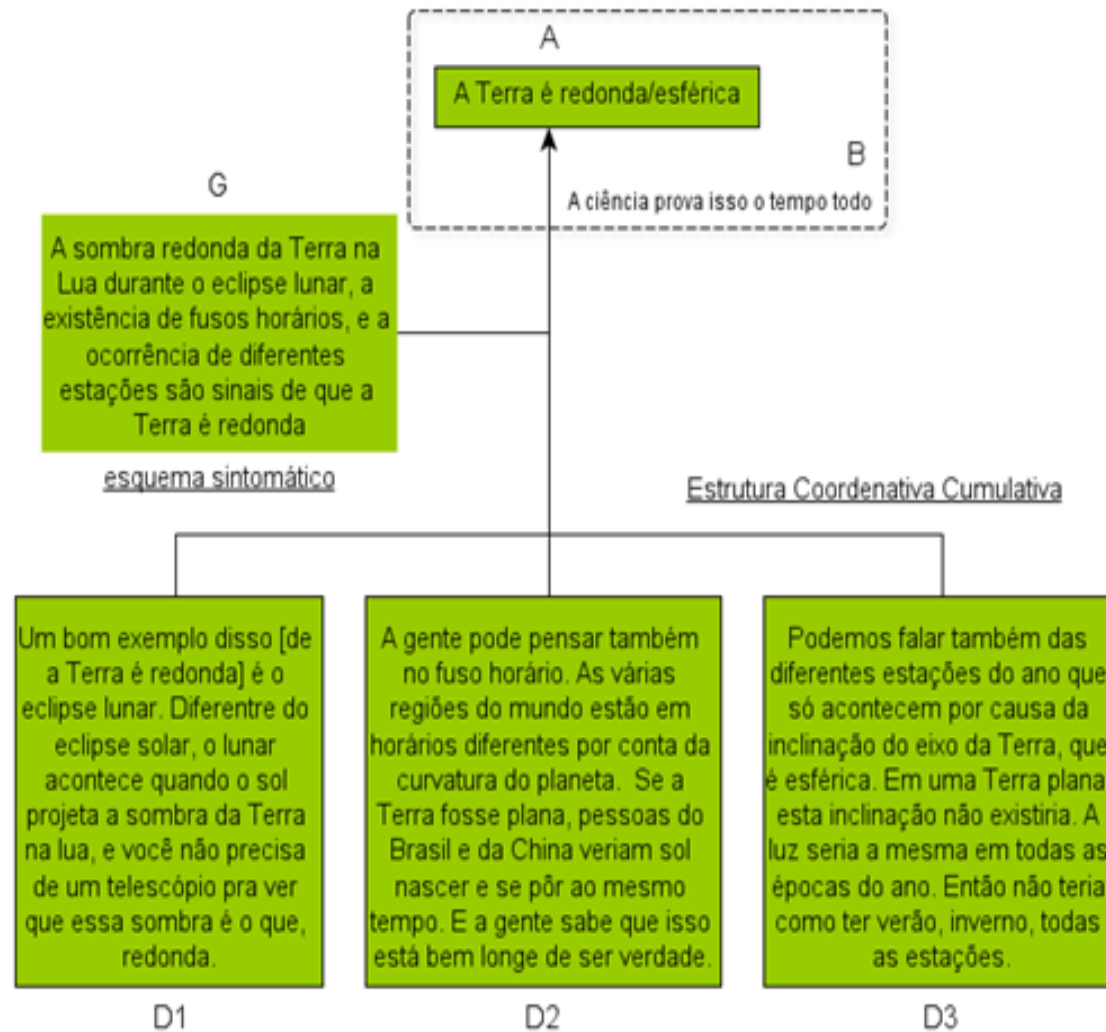 A
A Terra é redonda/esférica
B
A ciência prova isso o tempo todo
G
A sombra redonda da Terra na
Lua durante o eclipse lunar, a
existência de fusos horários, e a
ocorrência de diferentes
estações são sinais de que a
Terra é redonda
esquema sintomático
Estrutura Coordenativa Cumulativa
Um bom exemplo disso [de
a Terra é redonda] é o
eclipse lunar. Diferentre do
eclipse solar, o lunar
acontece quando o sol
projeta a sombra da Terra
na lua, e você não precisa
de um telescópio pra ver
que essa sombra é o que,
redonda.
D1
A gente pode pensar também
no fuso horário. As várias
regiões do mundo estão em
horários diferentes por conta da
curvatura do planeta. Se a
Terra fosse plana, pessoas do
Brasil e da China veriam sol
nascer e se pôr ao mesmo
tempo. E a gente sabe que isso
está bem longe de ser verdade.
D2
Podemos falar também das
diferentes estações do ano que
só acontecem por causa da
inclinação do eixo da Terra, que
é esférica. Em uma Terra plana
esta inclinação não existiria. A
luz seria a mesma em todas as
épocas do ano. Então não teria
como ter verão, inverno, todas
as estações.
D3